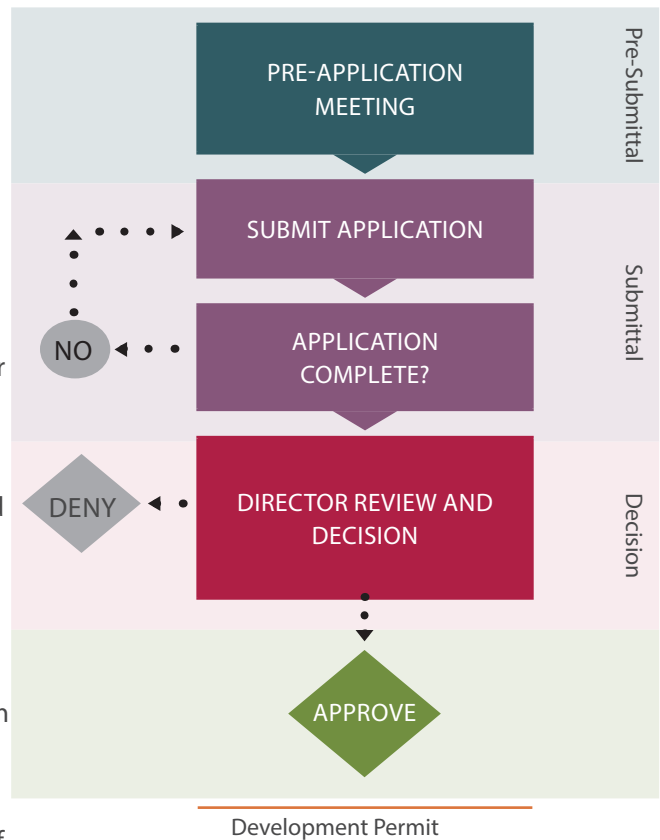 PRE-APPLICATION
MEETING
Pre-Submittal
SUBMIT APPLICATION
Submittal
NO
APPLICATION
COMPLETE?
DENY
DIRECTOR REVIEW AND
DECISION
Decision
APPROVE
Development Permit